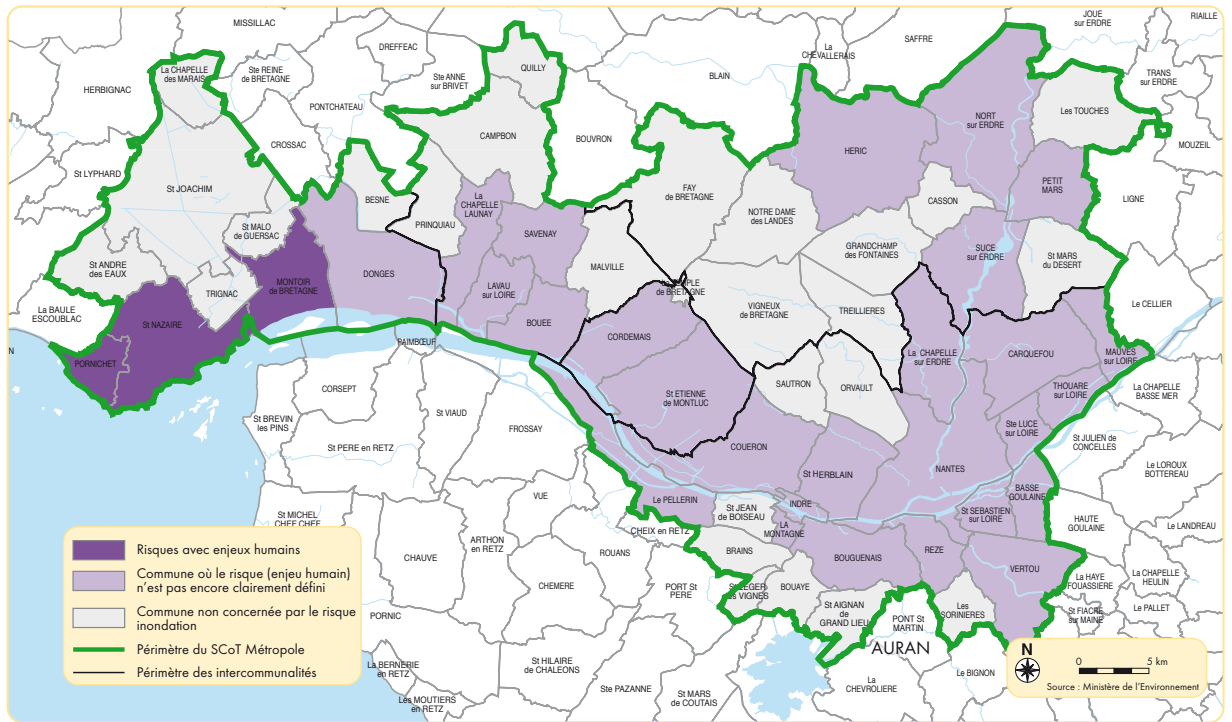 MISSILLAC
JOUE
sur ERDRE
RIAILLE
SAFFRE
DREFFEAC
La
CHEVALLERAIS
La CHAPELLE
des MARAIS
Ste REINE
de BRETAGNE
QUILLY
BLAIN
TRANS
sur ERDRE
HERBIGNAC
Ste ANNE
sur BRIVET
PONTCHATEAU
Les TOUCHES
NORT
sur ERDRE
CAMPBON
BOUVRON
CROSSAC
MOUZEIL
HERIC
St LYPHARD
St JOACHIM
PETIT
MARS
FAY
de BRETAGNE
LIGNE
BESNE
La
CHAPELLE
LAUNAY
CASSON
NOTRE DAME
des LANDES
PRINQUIAU
St MALO
de GUERSAC
SAVENAY
GRANDCHAMP
des FONTAINES
SUCE
sur ERDRE
St MARS
du DESERT
St ANDRE
des EAUX
MALVILLE
DONGES
MONTOIR
de BRETAGNE
LAVAU
sur LOIRE
TRIGNAC
de BRETAGNE
VIGNEUX
de BRETAGNE
TREILLIERES
Le CELLIER
La BAULE
ESCOUBLAC
St NAZAIRE
BOUEE
CORDEMAIS
PAIMBŒUF
N
La CHAPELLE
sur ERDRE
CARQUEFOU
MAUVES
sur LOIRE
PORNICHET
SAUTRON
ORVAULT
THOUARE
sur LOIRE
La CHAPELLE
BASSE MER
CORSEPT
St ETIENNE
de MONTLUC
St VIAUD
St BREVIN
les PINS
FROSSAY
Ste LUCE
sur LOIRE
St JULIEN de
CONCELLES
St PERE en RETZ
COUERON
St HERBLAIN
NANTES
Le LOROUX
BOTTEREAU
VUE
Le PELLERIN
INDRE
BASSE
GOULAINE
St JEAN
de BOISEAU
St SEBASTIEN
sur LOIRE
St MICHEL
CHEF CHEF
LA
MONTAGNE
HAUTE
GOULAINE
Le LANDREAU
CHEIX en RETZ
ARTHON
en RETZ
ROUANS
BRAINS
BOUGUENAIS
REZE
CHAUVE
VERTOU
La CHAPELLE
HEULIN
CHEMERE
PORT St
PERE
St LEGER
les VIGNES
BOUAYE
La HAYE
FOUASSIERE
St AIGNAN
de
GRAND LIEU
Les
SORINIERES
Le PALLET
St FIACRE
sur MAINE
PORNIC
PONT St
MARTIN
AURAN
La BERNERIE
en RETZ
St HILAIRE
de CHALEONS
Le BIGNON
La
CHEVROLIERE
Ste PAZANNE
St MARS
de COUTAIS
Les MOUTIERS
en RETZ
Risques avec enjeux humains
Commune où le risque (enjeu humain)
n'est pas encore clairement défini
Commune non concernée par le risque
inondation
Périmètre du SCoT Métropole
Périmètre des intercommunalités
N
0 5 km
Source : Ministère de l'Environnement